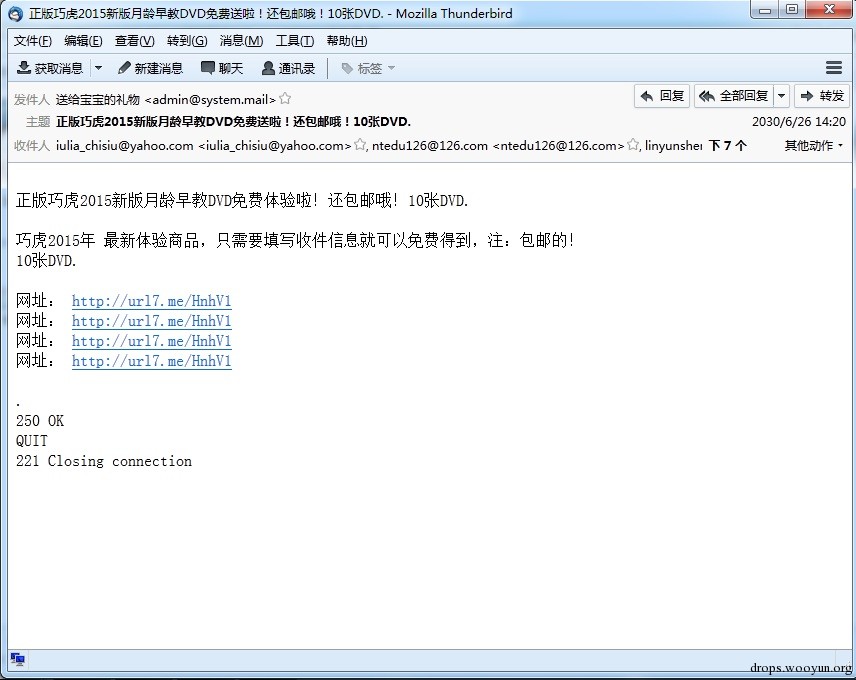 正版巧虎2015新版月龄早教DVD免费送啦！还包邮哦！10张DVD. - Mozilla Thunderbird
文件(F) 编辑(E) 查看(V) 转到(G) 消息(M) 工具(T) 帮助(H)
获取消息 新建消息 聊天 通讯录 标签
发件人 送给宝宝的礼物 <admin@system.mail> 回复 全部回复 转发
主题 正版巧虎2015新版月龄早教DVD免费送啦！还包邮哦！10张DVD. 2030/6/26 14:20
收件人 iulia_chisiu@yahoo.com <iulia_chisiu@yahoo.com>, ntedu126@126.com <ntedu126@126.com>, linyunsher 下 7 个 其他动作
正版巧虎2015新版月龄早教DVD免费体验啦！还包邮哦！10张DVD.
巧虎2015年 最新体验商品，只需要填写收件信息就可以免费得到，注：包邮的！
10张DVD.
网址： http://url7.me/HnhV1
网址： http://url7.me/HnhV1
网址： http://url7.me/HnhV1
网址： http://url7.me/HnhV1
.
250 OK
QUIT
221 Closing connection
drops.wooyun.org